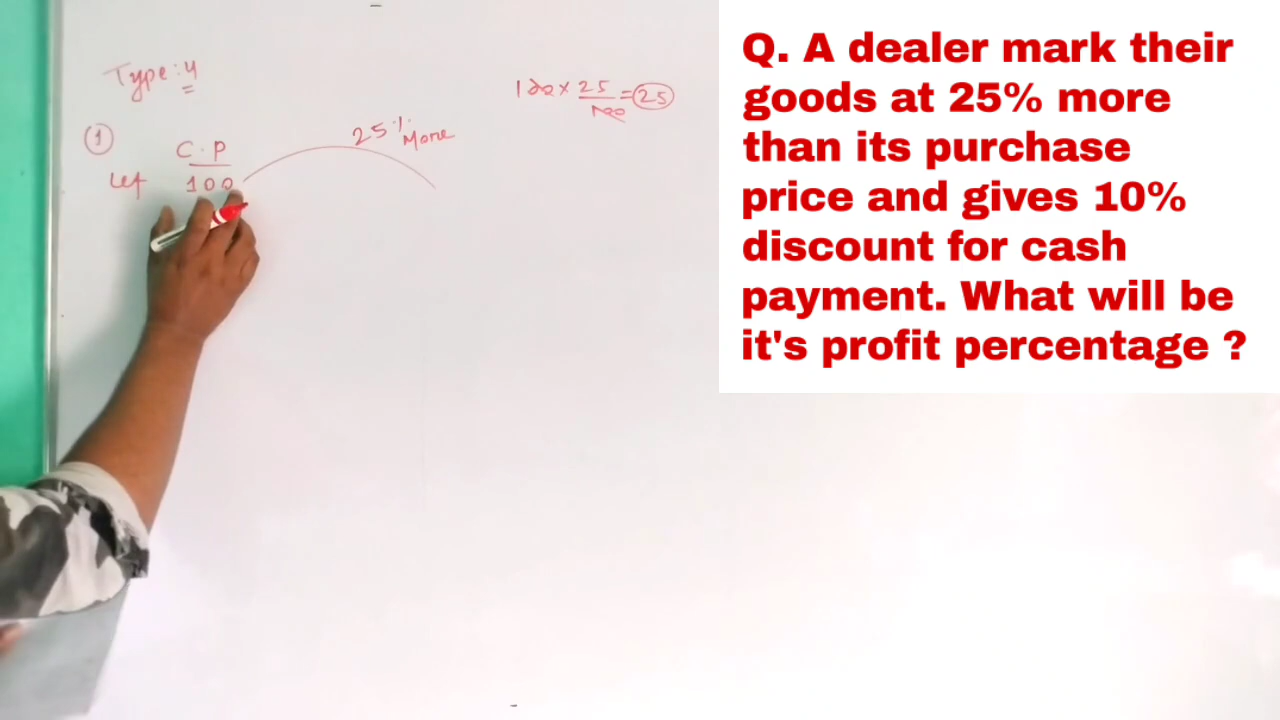 Type : 4
1
C.P
Let 100
25% More
100 × 25/100 = 25
Q. A dealer mark their
goods at 25% more
than its purchase
price and gives 10%
discount for cash
payment. What will be
it's profit percentage ?